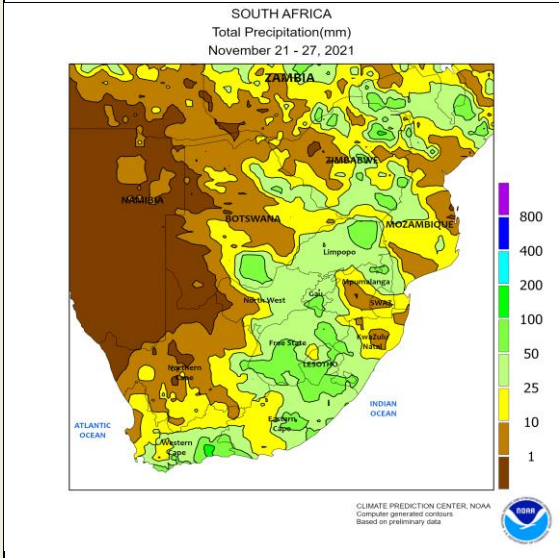 SOUTH AFRICA
Total Precipitation(mm)
November 21 - 27, 2021
ZAMBIA
ZIMBABWE
NAMIBIA
BOTSWANA
MOZAMBIQUE
Limpopo
Mpumalanga
North West
Gau
SWAZ
Free State
KwaZulu
Natal
LESOTHO
Northern
Cape
INDIAN
OCEAN
ATLANTIC
OCEAN
Eastern
Cape
Western
Cape
800
400
200
100
50
25
10
1
CLIMATE PREDICTION CENTER, NOAA
Computer generated contours
Based on preliminary data
NOAA